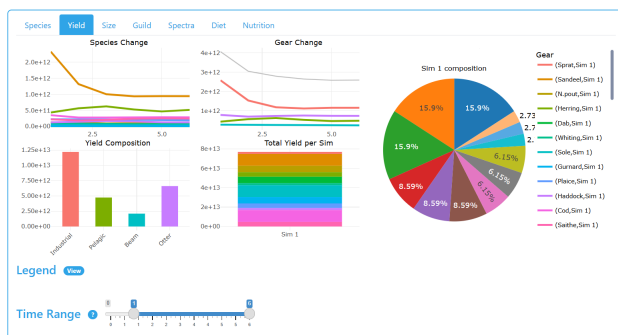 Species Yield Size Guild Spectra Diet Nutrition
Species Change
2.0e+12
1.5e+12
1.0e+12
5.0e+11
0.0e+00
2.5 5.0
Gear Change
4e+12
3e+12
2e+12
1e+12
2.5 5.0
Yield Composition
1.25e+13
1.00e+13
7.50e+12
5.00e+12
2.50e+12
0.00e+00
Industrial Pelagic Beam Otter
Total Yield per Sim
8e+13
6e+13
4e+13
2e+13
0e+00
Sim 1
Sim 1 composition
15.9% 15.9%
2.73
2.7
2.
15.9% 6.15%
6.15%
8.59% 6.15%
8.59% 8.59%
Gear
(Sprat,Sim 1)
(Sandeel,Sim 1)
(N.pout,Sim 1)
(Herring,Sim 1)
(Dab,Sim 1)
(Whiting,Sim 1)
(Sole,Sim 1)
(Gurnard,Sim 1)
(Plaice,Sim 1)
(Haddock,Sim 1)
(Cod,Sim 1)
(Saithe,Sim 1)
Legend View
Time Range ?
0 1 6
0 1 1 2 2 3 3 4 5 5 6